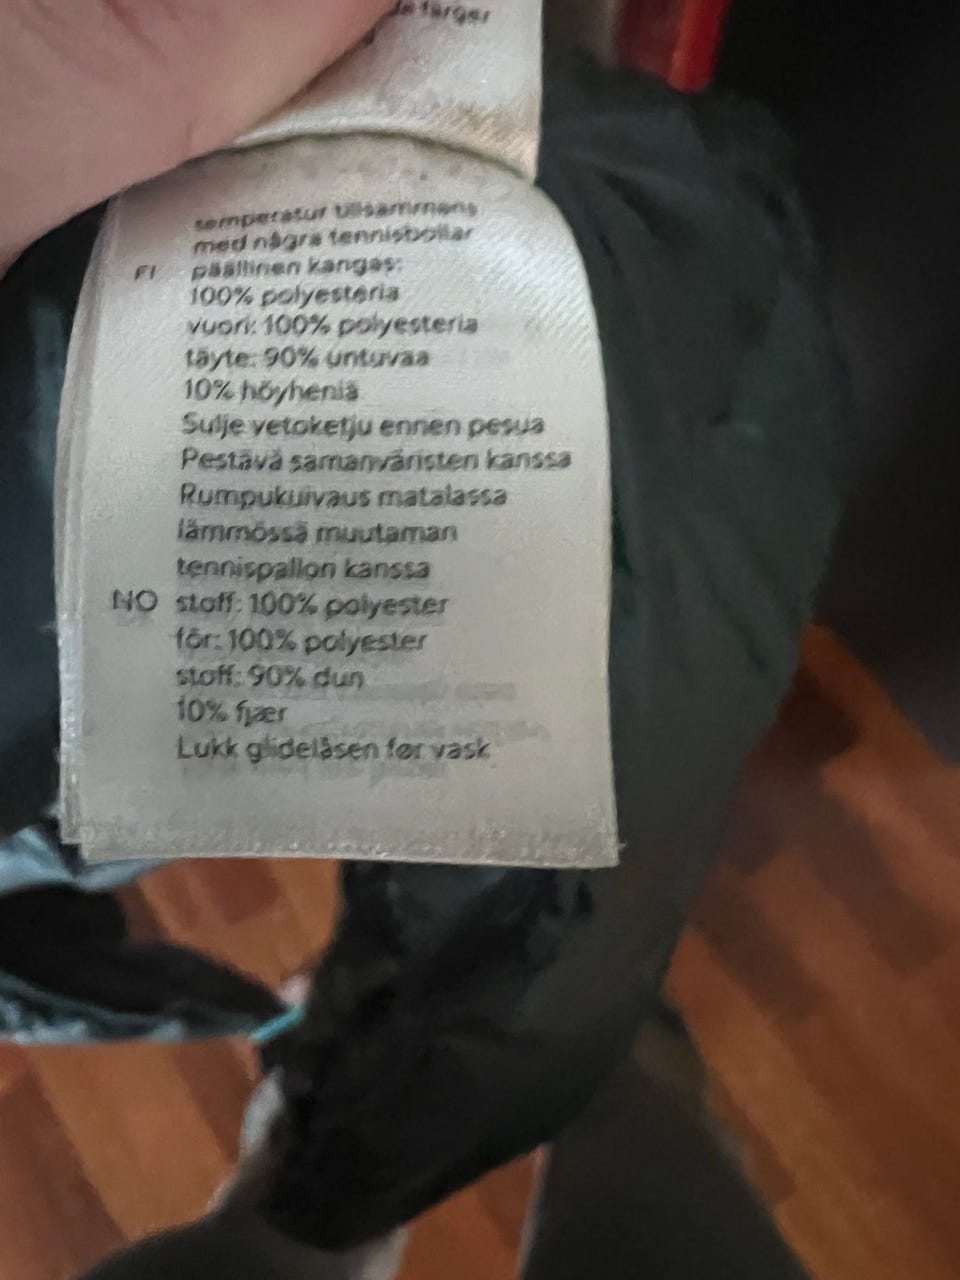 farger
temperatur tillsammans
med några tennisbollar
FI päällinen kangas:
100% polyesteria
vuori: 100% polyesteria
täyte: 90% untuvaa
10% höyheniä
Sulje vetoketju ennen pesua
Pestävä samanväristen kanssa
Rumpukuivaus matalassa
lämmössä muutaman
tennispallon kanssa
NO stoff: 100% polyester
fôr: 100% polyester
stoff: 90% dun
10% fjær
Lukk glidelåsen før vask